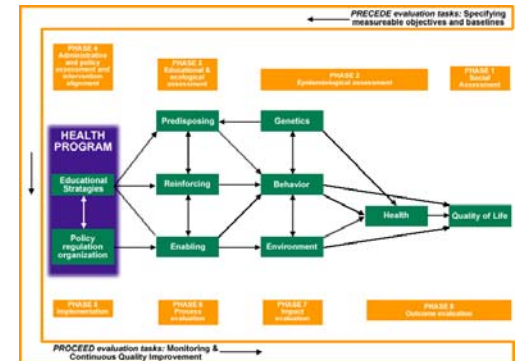 PRECEDE evaluation tasks: Specifying
measureable objectives and baselines
PHASE 4
Administrative
and policy
assessment and
intervention
alignment
PHASE 3
Educational &
ecological
assessment
PHASE 2
Epidemiological assessment
PHASE 1
Social
Assessment
HEALTH
PROGRAM
Educational
Strategies
Policy
regulation
organization
Predisposing
Reinforcing
Enabling
Genetics
Behavior
Environment
Health
Quality of Life
PHASE 5
Implementation
PHASE 6
Process
evaluation
PHASE 7
Impact
evaluation
PHASE 8
Outcome evaluation
PROCEED evaluation tasks: Monitoring &
Continuous Quality Improvement